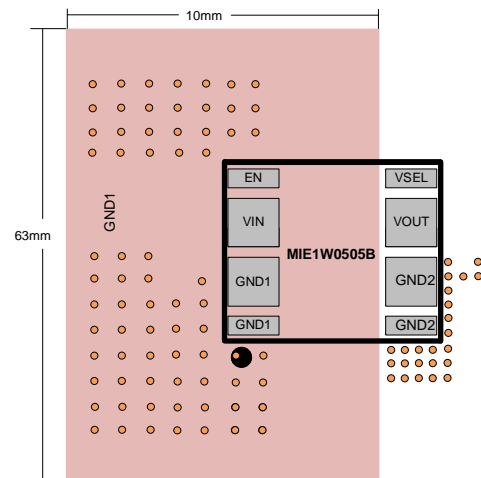 10mm
63mm
GND1
EN
VSEL
VIN
VOUT
MIE1W0505B
GND1
GND2
GND1
GND2